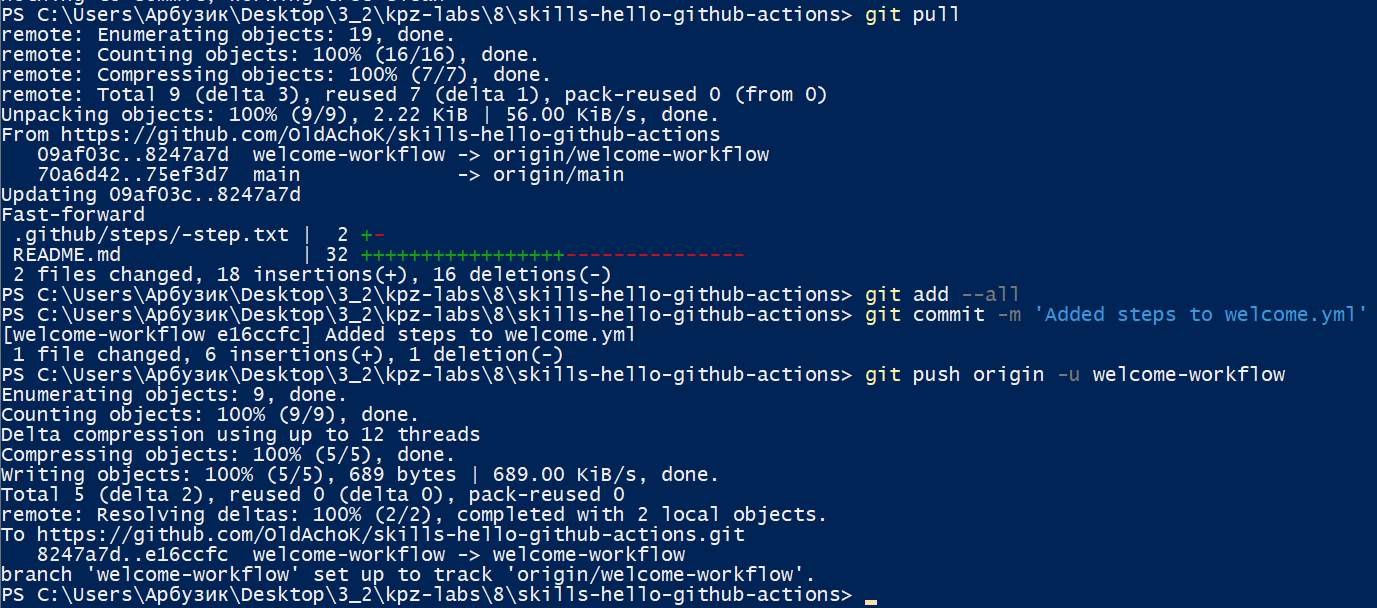 PS C:\Users\Арбузик\Desktop\3_2\kpz-labs\8\skills-hello-github-actions> git pull
remote: Enumerating objects: 19, done.
remote: Counting objects: 100% (16/16), done.
remote: Compressing objects: 100% (7/7), done.
remote: Total 9 (delta 3), reused 7 (delta 1), pack-reused 0 (from 0)
Unpacking objects: 100% (9/9), 2.22 KiB | 56.00 KiB/s, done.
From https://github.com/OldAchoK/skills-hello-github-actions
   09af03c..8247a7d  welcome-workflow -> origin/welcome-workflow
   70a6d42..75ef3d7  main             -> origin/main
Updating 09af03c..8247a7d
Fast-forward
 .github/steps/-step.txt |  2 +-
 README.md               | 32 +++++++++++++++++---------------
 2 files changed, 18 insertions(+), 16 deletions(-)
PS C:\Users\Арбузик\Desktop\3_2\kpz-labs\8\skills-hello-github-actions> git add --all
PS C:\Users\Арбузик\Desktop\3_2\kpz-labs\8\skills-hello-github-actions> git commit -m 'Added steps to welcome.yml'
[welcome-workflow e16ccfc] Added steps to welcome.yml
 1 file changed, 6 insertions(+), 1 deletion(-)
PS C:\Users\Арбузик\Desktop\3_2\kpz-labs\8\skills-hello-github-actions> git push origin -u welcome-workflow
Enumerating objects: 9, done.
Counting objects: 100% (9/9), done.
Delta compression using up to 12 threads
Compressing objects: 100% (5/5), done.
Writing objects: 100% (5/5), 689 bytes | 689.00 KiB/s, done.
Total 5 (delta 2), reused 0 (delta 0), pack-reused 0
remote: Resolving deltas: 100% (2/2), completed with 2 local objects.
To https://github.com/OldAchoK/skills-hello-github-actions.git
   8247a7d..e16ccfc  welcome-workflow -> welcome-workflow
branch 'welcome-workflow' set up to track 'origin/welcome-workflow'.
PS C:\Users\Арбузик\Desktop\3_2\kpz-labs\8\skills-hello-github-actions>